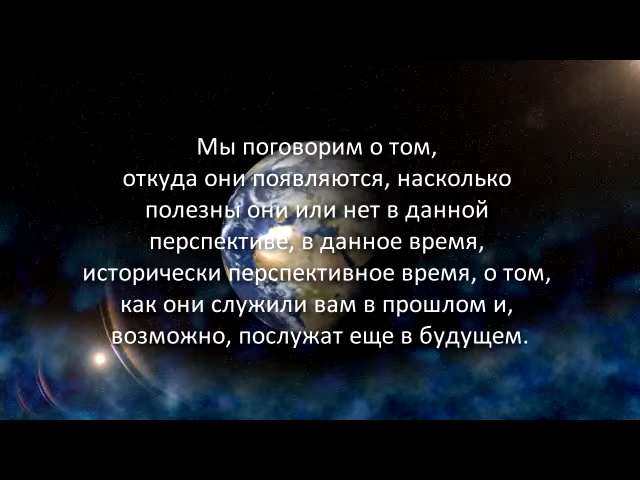 Мы поговорим о том,
откуда они появляются, насколько
полезны они или нет в данной
перспективе, в данное время,
исторически перспективное время, о том,
как они служили вам в прошлом и,
возможно, послужат еще в будущем.